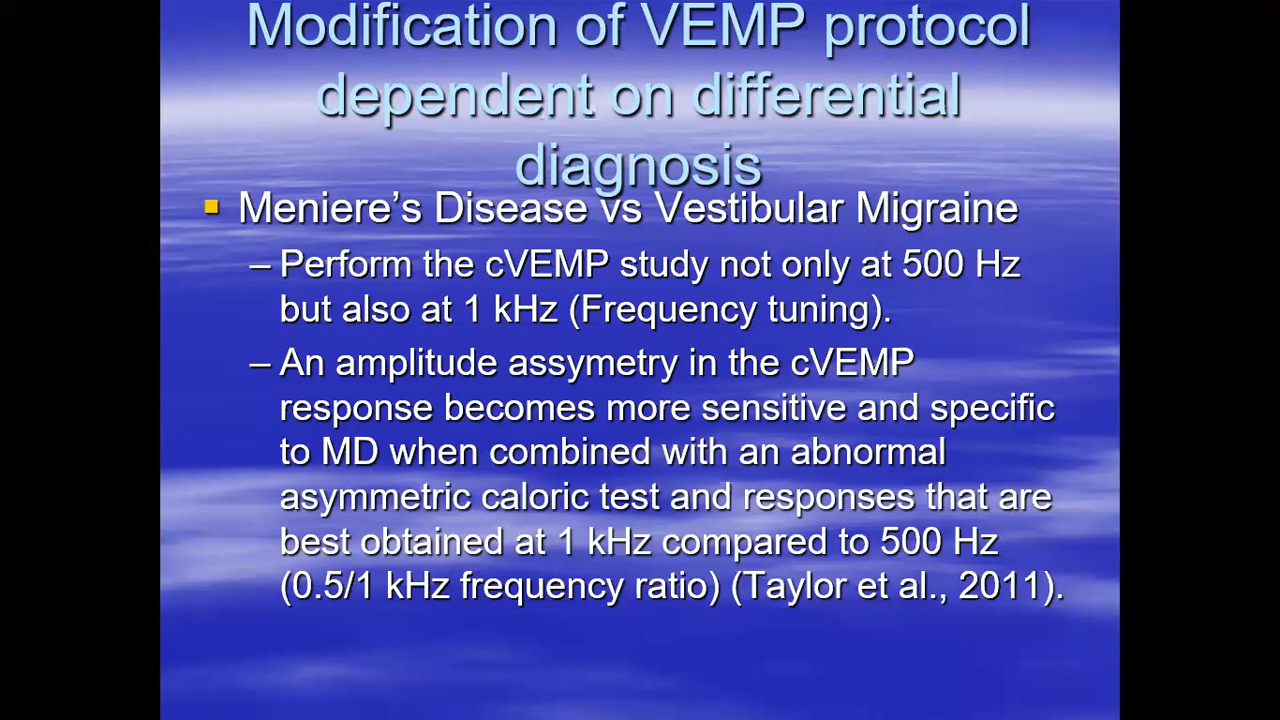 Modification of VEMP protocol
dependent on differential
diagnosis
Meniere's Disease vs Vestibular Migraine
– Perform the cVEMP study not only at 500 Hz
but also at 1 kHz (Frequency tuning).
– An amplitude assymetry in the cVEMP
response becomes more sensitive and specific
to MD when combined with an abnormal
asymmetric caloric test and responses that are
best obtained at 1 kHz compared to 500 Hz
(0.5/1 kHz frequency ratio) (Taylor et al., 2011).